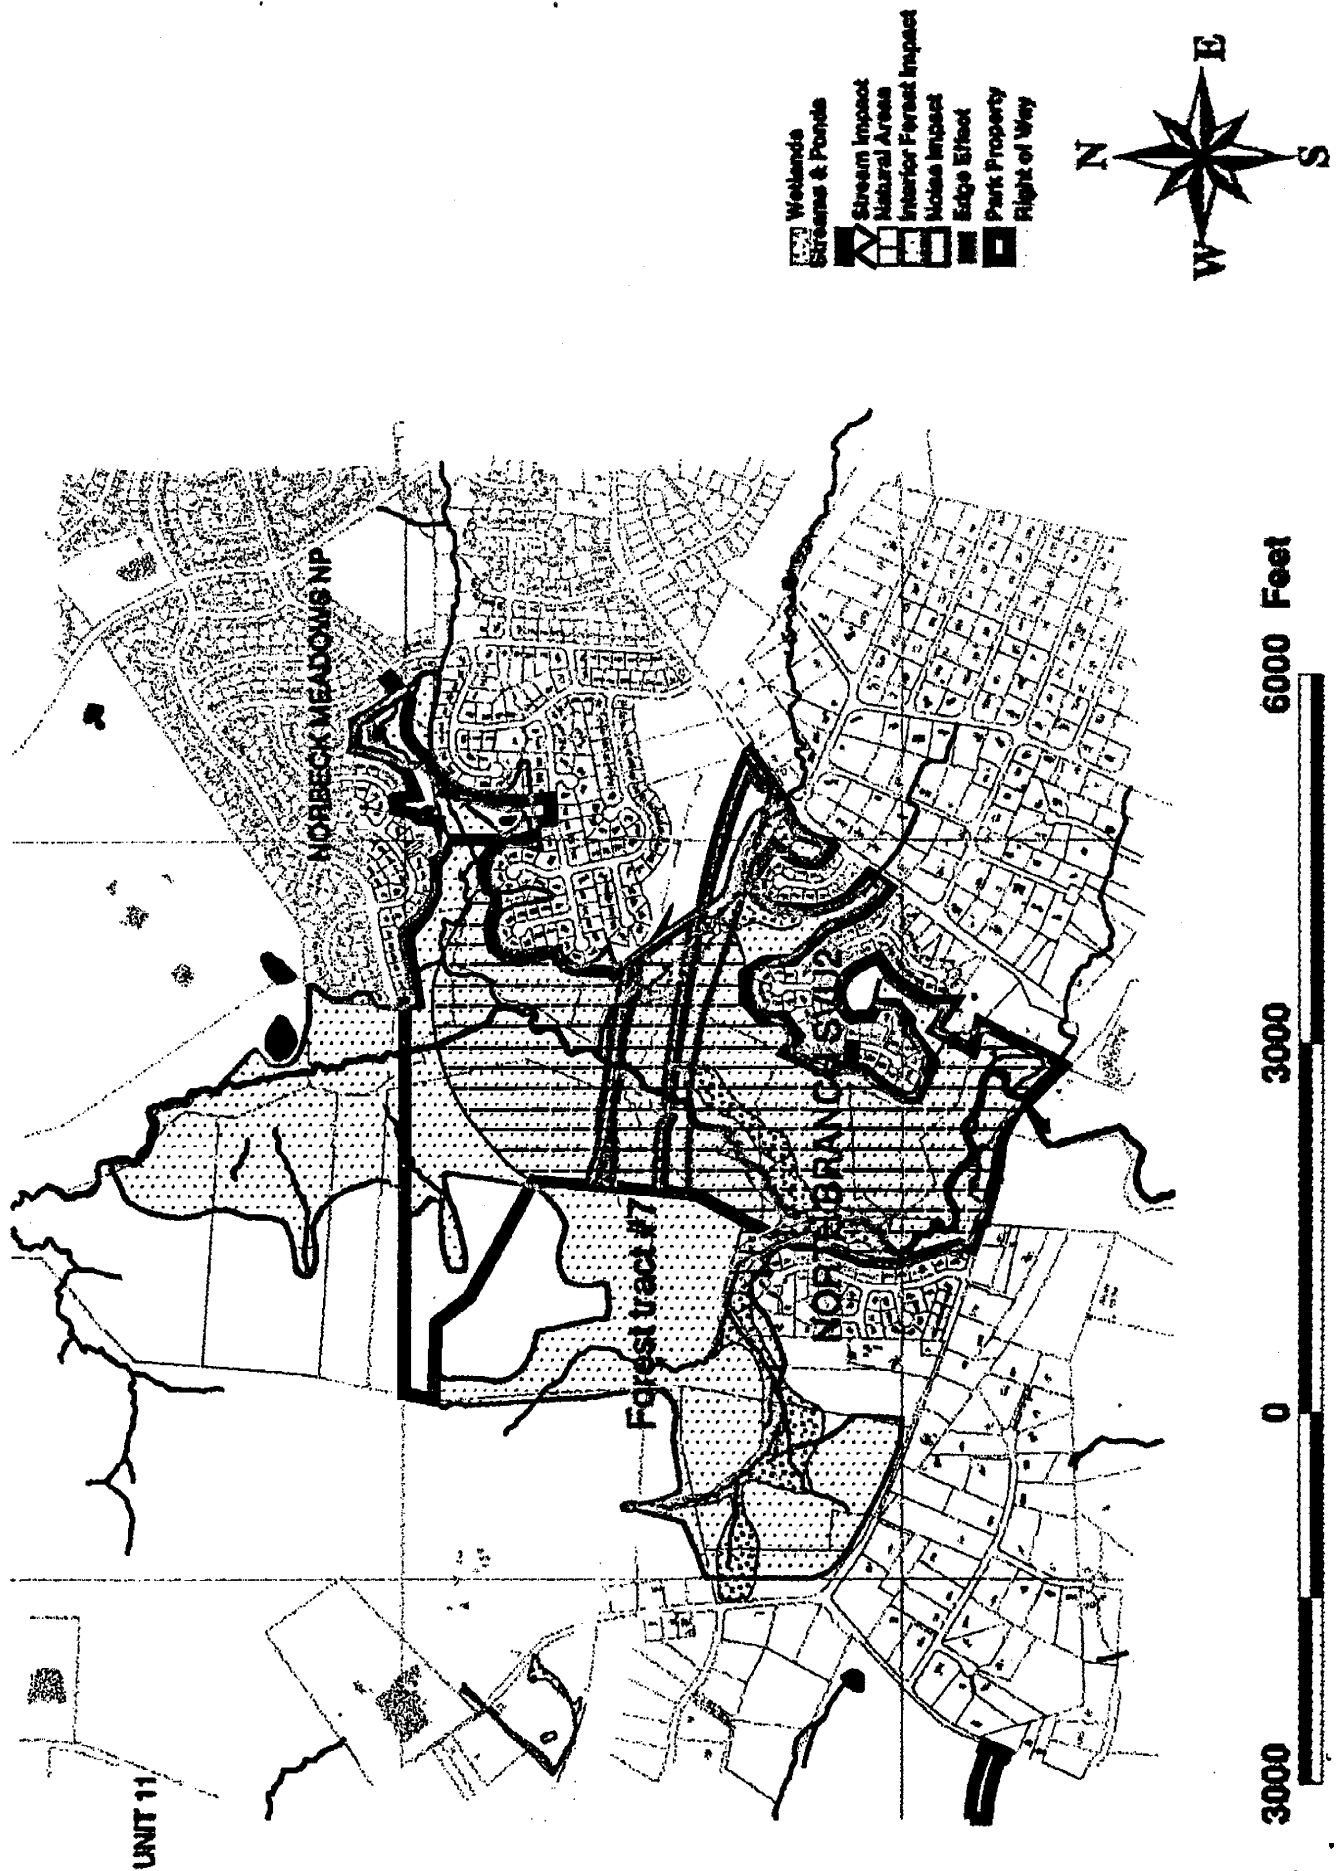 UNIT 11
NORBECK MEADOWS NP
Forest tract #7
NORTH BRANCH SVU2
Wetlands
Streams & Ponds
Stream Impact
Natural Areas
Interior Forest Impact
Noise Impact
Edge Effect
Park Property
Right of Way
N
W
E
S
3000
0
3000
6000 Feet